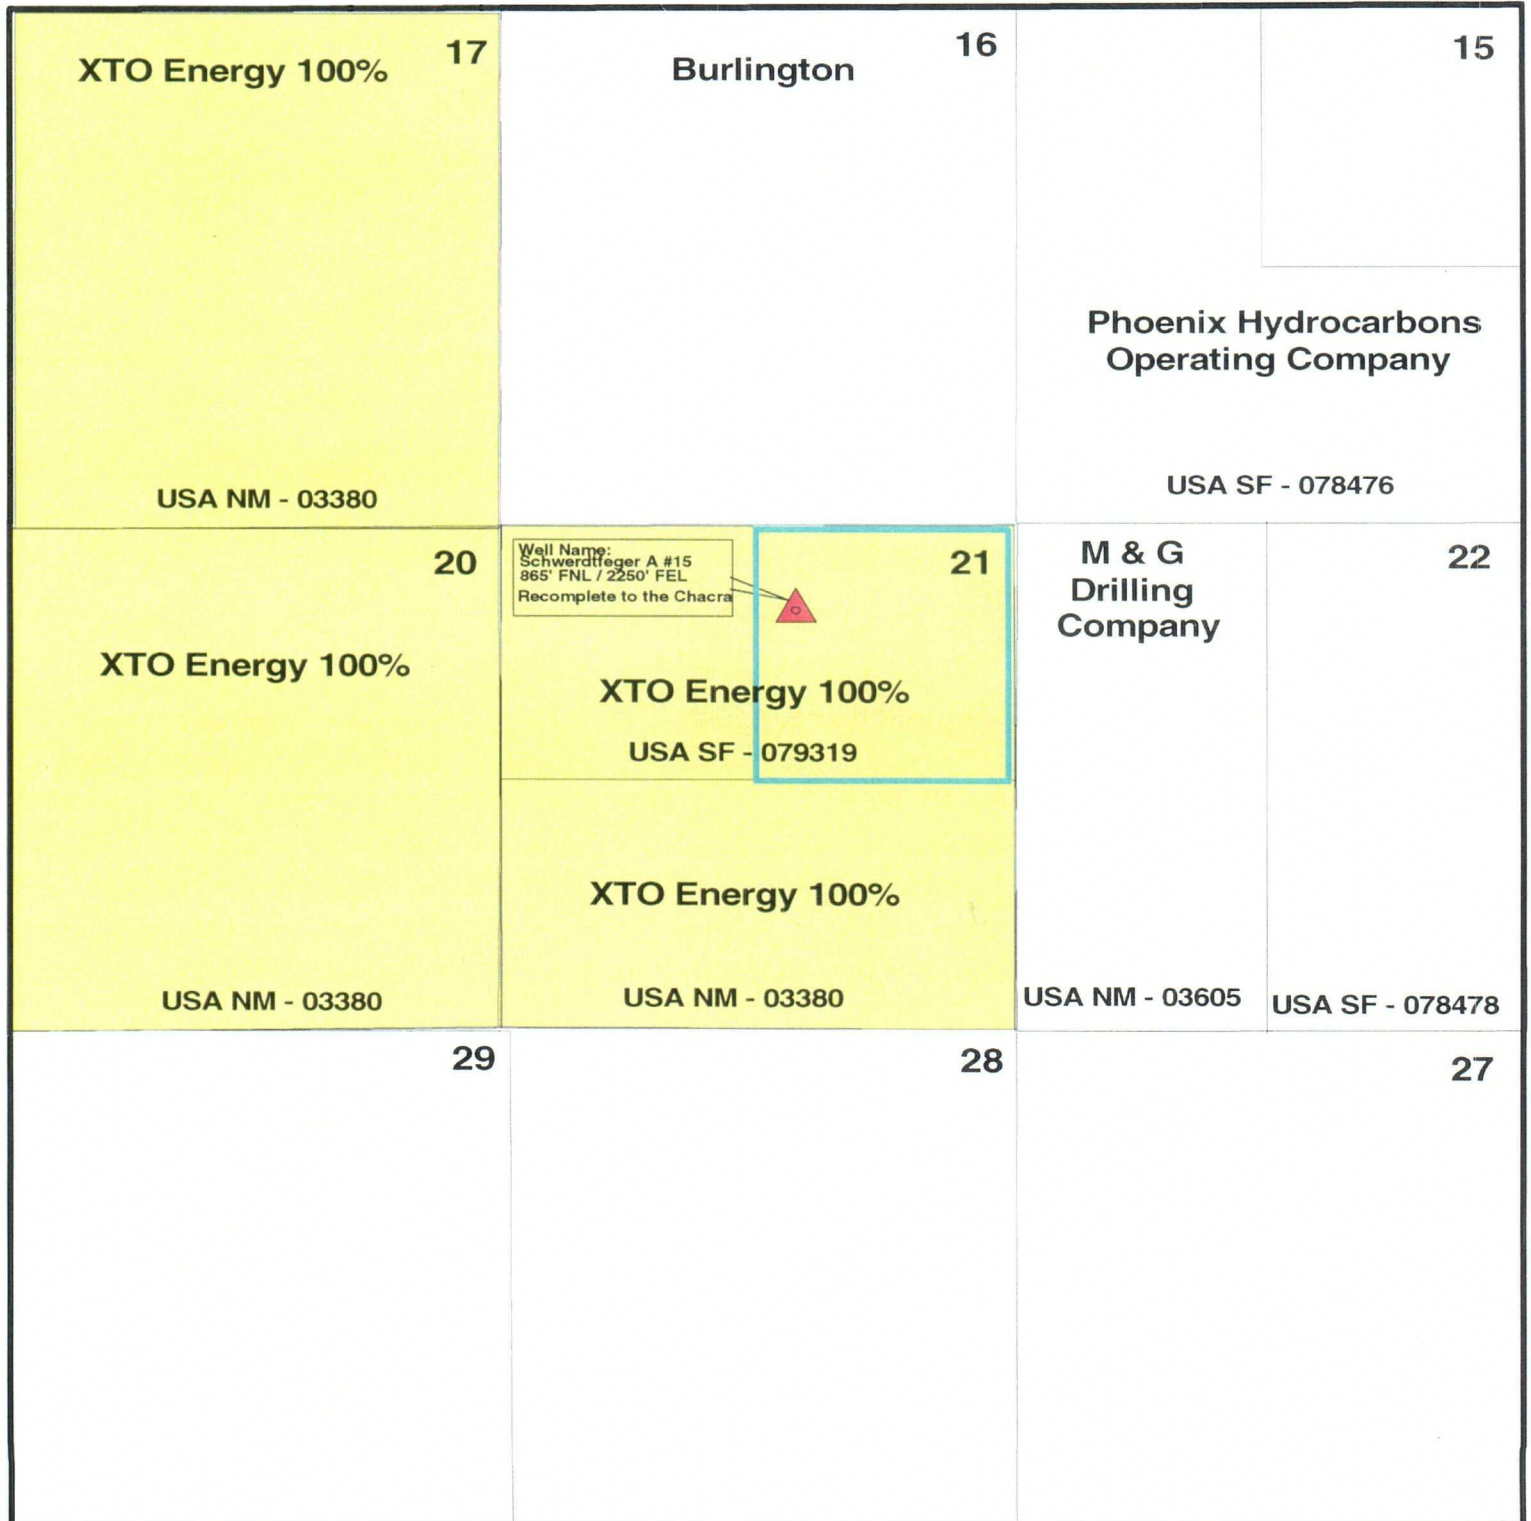 17
XTO Energy 100%
USA NM - 03380
16
Burlington
15
Phoenix Hydrocarbons
Operating Company
USA SF - 078476
20
XTO Energy 100%
USA NM - 03380
Well Name:
Schwerdtfeger A #15
865' FNL / 2250' FEL
Recomplete to the Chacra
21
XTO Energy 100%
USA SF - 079319
XTO Energy 100%
USA NM - 03380
M & G
Drilling
Company
USA NM - 03605
22
USA SF - 078478
29
28
27